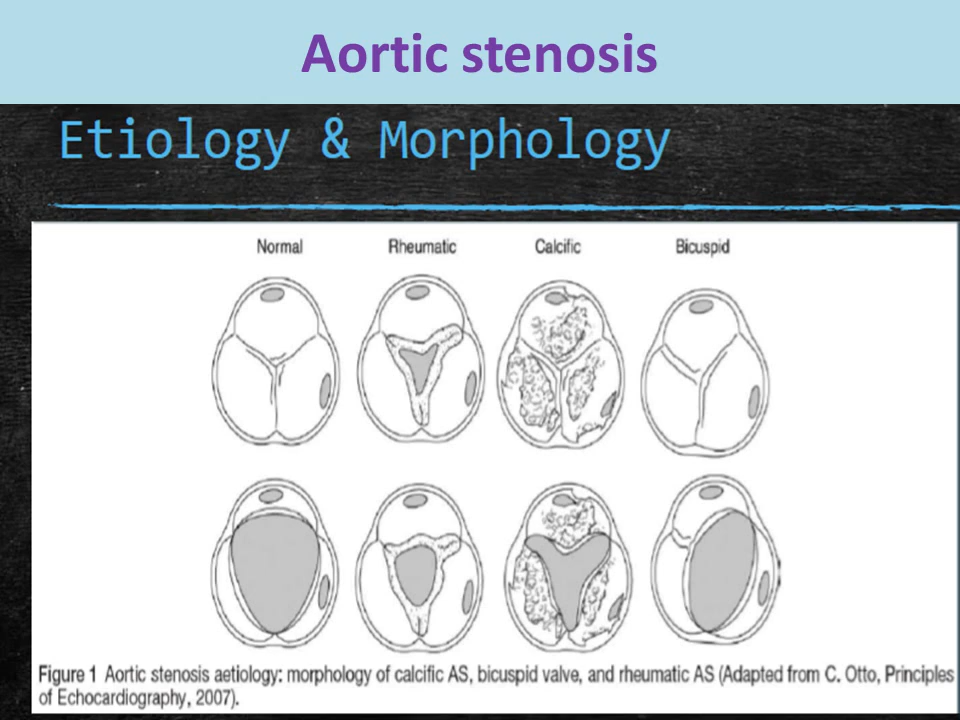 Aortic stenosis
Etiology & Morphology
Normal Rheumatic Calcific Bicuspid
Figure 1 Aortic stenosis aetiology: morphology of calcific AS, bicuspid valve, and rheumatic AS (Adapted from C. Otto, Principles
of Echocardiography, 2007).